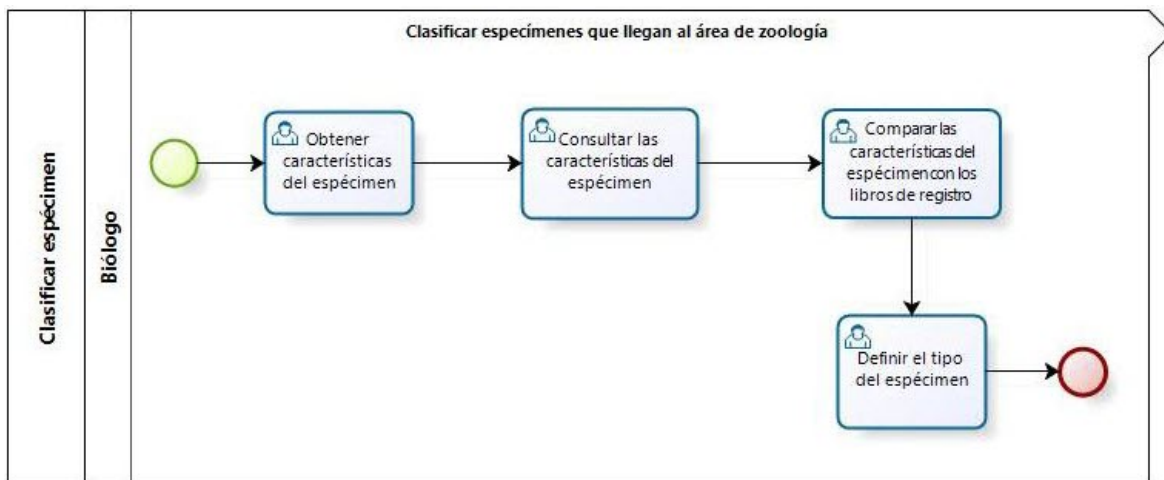 Clasificar especímenes que llegan al área de zoología
Clasificar espécimen
Biólogo
Obtener
características
del espécimen
Consultar las
características del
espécimen
Comparar las
características del
espécimen con los
libros de registro
Definir el tipo
del espécimen